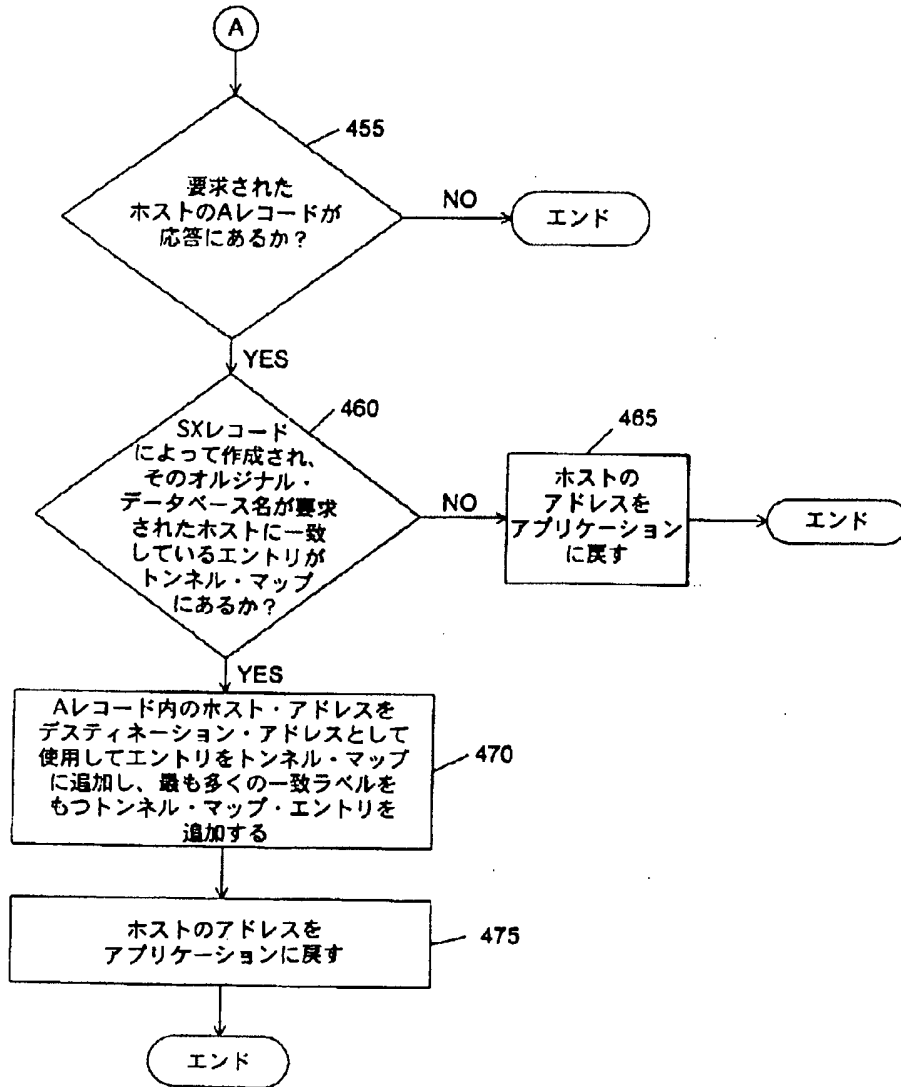 A
455
要求された
ホストのAレコードが
応答にあるか？
NO
エンド
YES
460
SXレコード
によって作成され、
そのオルジナル・
データベース名が要求
されたホストに一致
しているエントリが
トンネル・マップ
にあるか？
NO
465
ホストの
アドレスを
アプリケーション
に戻す
エンド
YES
Aレコード内のホスト・アドレスを
デスティネーション・アドレスとして
使用してエントリをトンネル・マップ
に追加し、最も多くの一致ラベルを
もつトンネル・マップ・エントリを
追加する
470
ホストのアドレスを
アプリケーションに戻す
475
エンド